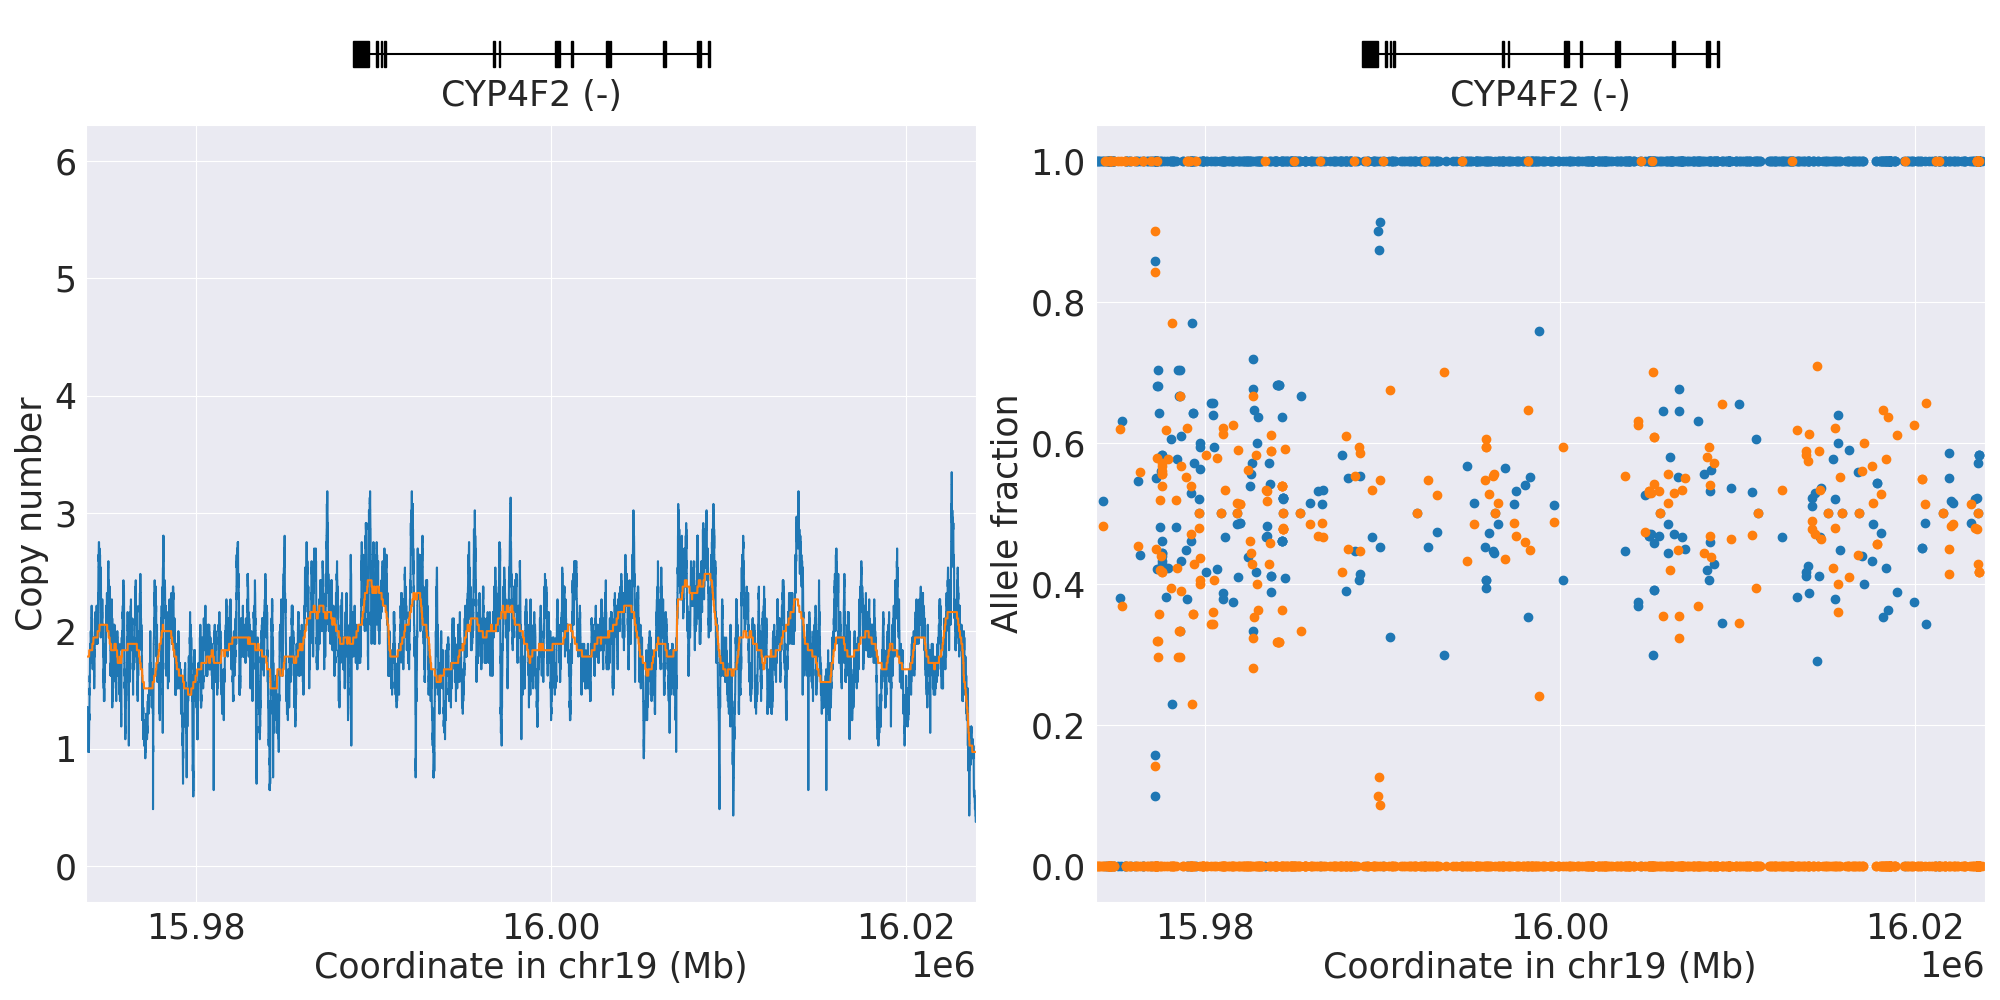 CYP4F2 (-)
Copy number
6
5
4
3
2
1
0
15.98
16.00
16.02
Coordinate in chr19 (Mb)
1e6
CYP4F2 (-)
Allele fraction
1.0
0.8
0.6
0.4
0.2
0.0
15.98
16.00
16.02
Coordinate in chr19 (Mb)
1e6